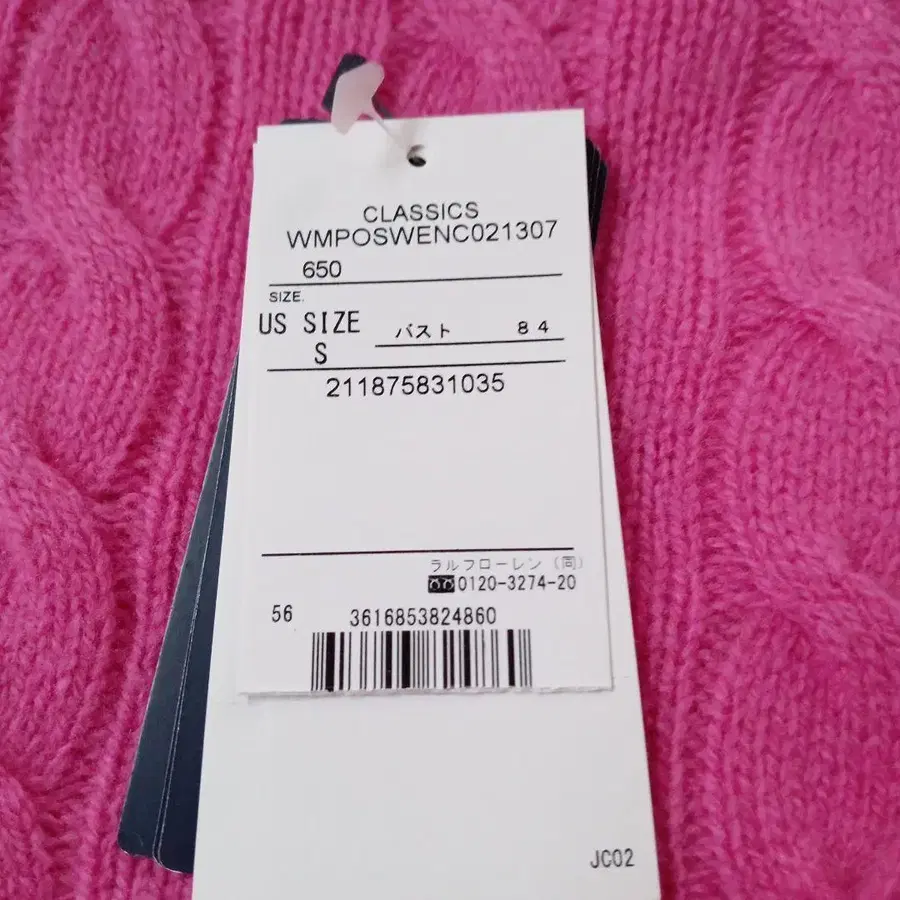 CLASSICS
WMPOSWENC021307
650
SIZE.
US SIZE バスト 84
S
211875831035
ラルフローレン(同)
0120-3274-20
56 3616853824860
JC02